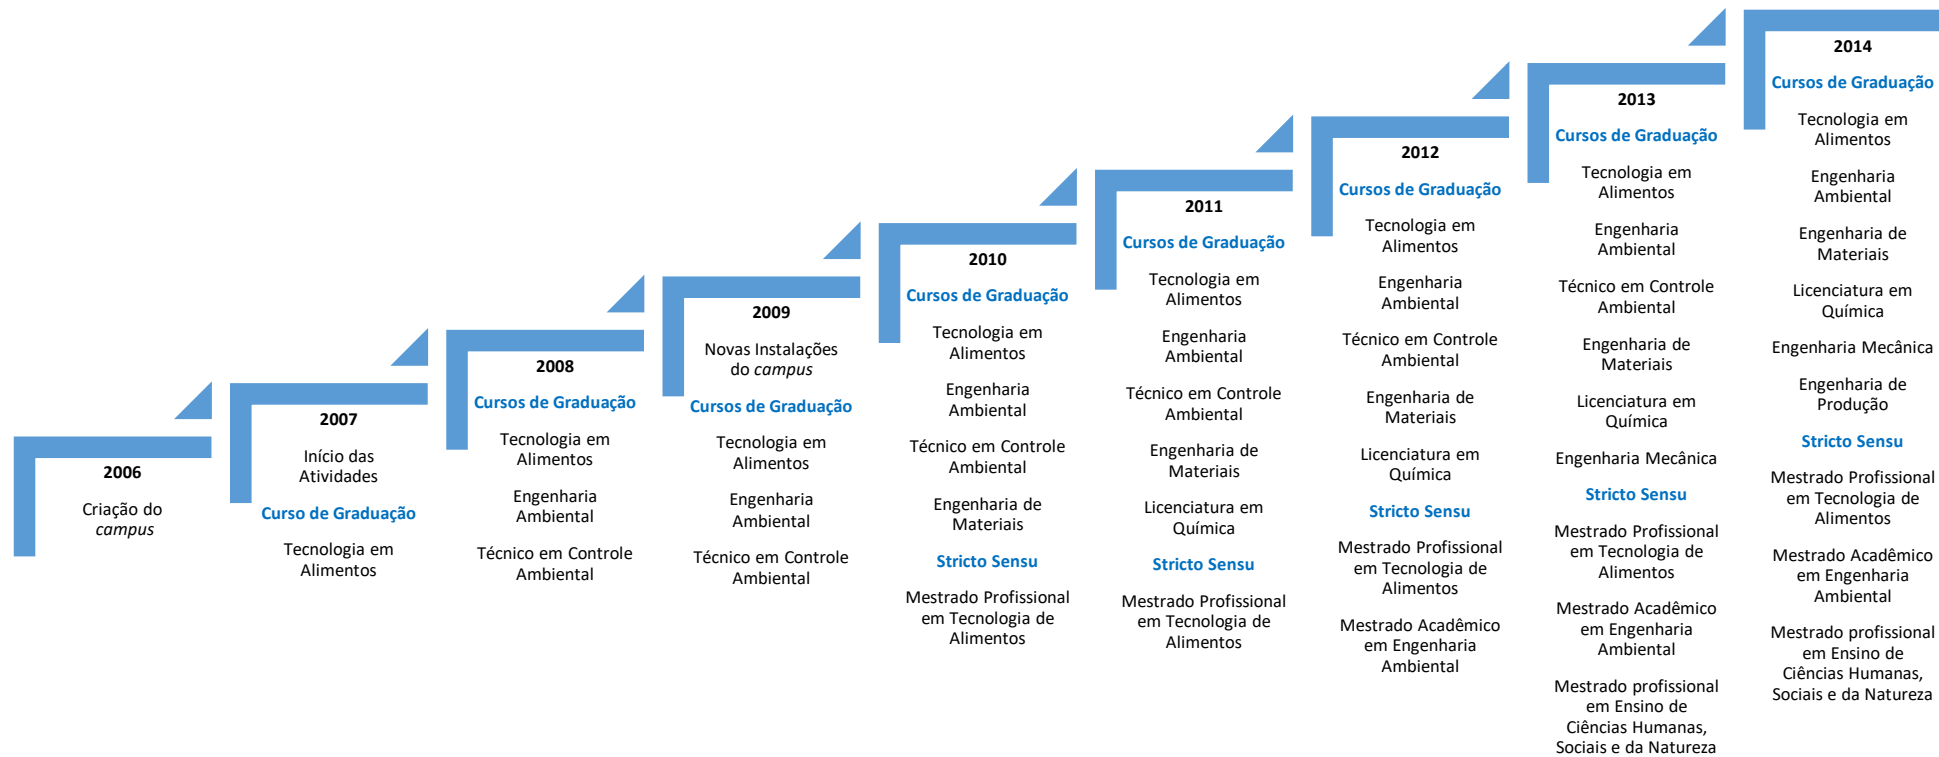 2006
Criação do
campus
2007
Início das
Atividades
Curso de Graduação
Tecnologia em
Alimentos
2008
Cursos de Graduação
Tecnologia em
Alimentos
Engenharia
Ambiental
Técnico em Controle
Ambiental
2009
Novas Instalações
do campus
Cursos de Graduação
Tecnologia em
Alimentos
Engenharia
Ambiental
Técnico em Controle
Ambiental
2010
Cursos de Graduação
Tecnologia em
Alimentos
Engenharia
Ambiental
Técnico em Controle
Ambiental
Engenharia de
Materiais
Stricto Sensu
Mestrado Profissional
em Tecnologia de
Alimentos
2011
Cursos de Graduação
Tecnologia em
Alimentos
Engenharia
Ambiental
Técnico em Controle
Ambiental
Engenharia de
Materiais
Licenciatura em
Química
Stricto Sensu
Mestrado Profissional
em Tecnologia de
Alimentos
2012
Cursos de Graduação
Tecnologia em
Alimentos
Engenharia
Ambiental
Técnico em Controle
Ambiental
Engenharia de
Materiais
Licenciatura em
Química
Stricto Sensu
Mestrado Profissional
em Tecnologia de
Alimentos
Mestrado Acadêmico
em Engenharia
Ambiental
2013
Cursos de Graduação
Tecnologia em
Alimentos
Engenharia
Ambiental
Técnico em Controle
Ambiental
Engenharia de
Materiais
Licenciatura em
Química
Engenharia Mecânica
Stricto Sensu
Mestrado Profissional
em Tecnologia de
Alimentos
Mestrado Acadêmico
em Engenharia
Ambiental
Mestrado profissional
em Ensino de
Ciências Humanas,
Sociais e da Natureza
2014
Cursos de Graduação
Tecnologia em
Alimentos
Engenharia
Ambiental
Engenharia de
Materiais
Licenciatura em
Química
Engenharia Mecânica
Engenharia de
Produção
Stricto Sensu
Mestrado Profissional
em Tecnologia de
Alimentos
Mestrado Acadêmico
em Engenharia
Ambiental
Mestrado profissional
em Ensino de
Ciências Humanas,
Sociais e da Natureza